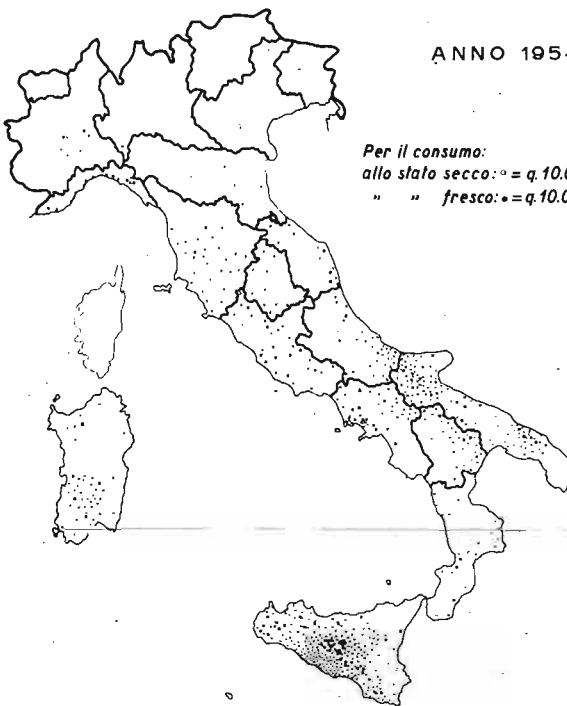 ANNO 195
Per il consumo:
allo stato secco: ◦ = q. 10.0
" " fresco: • = q. 10.0